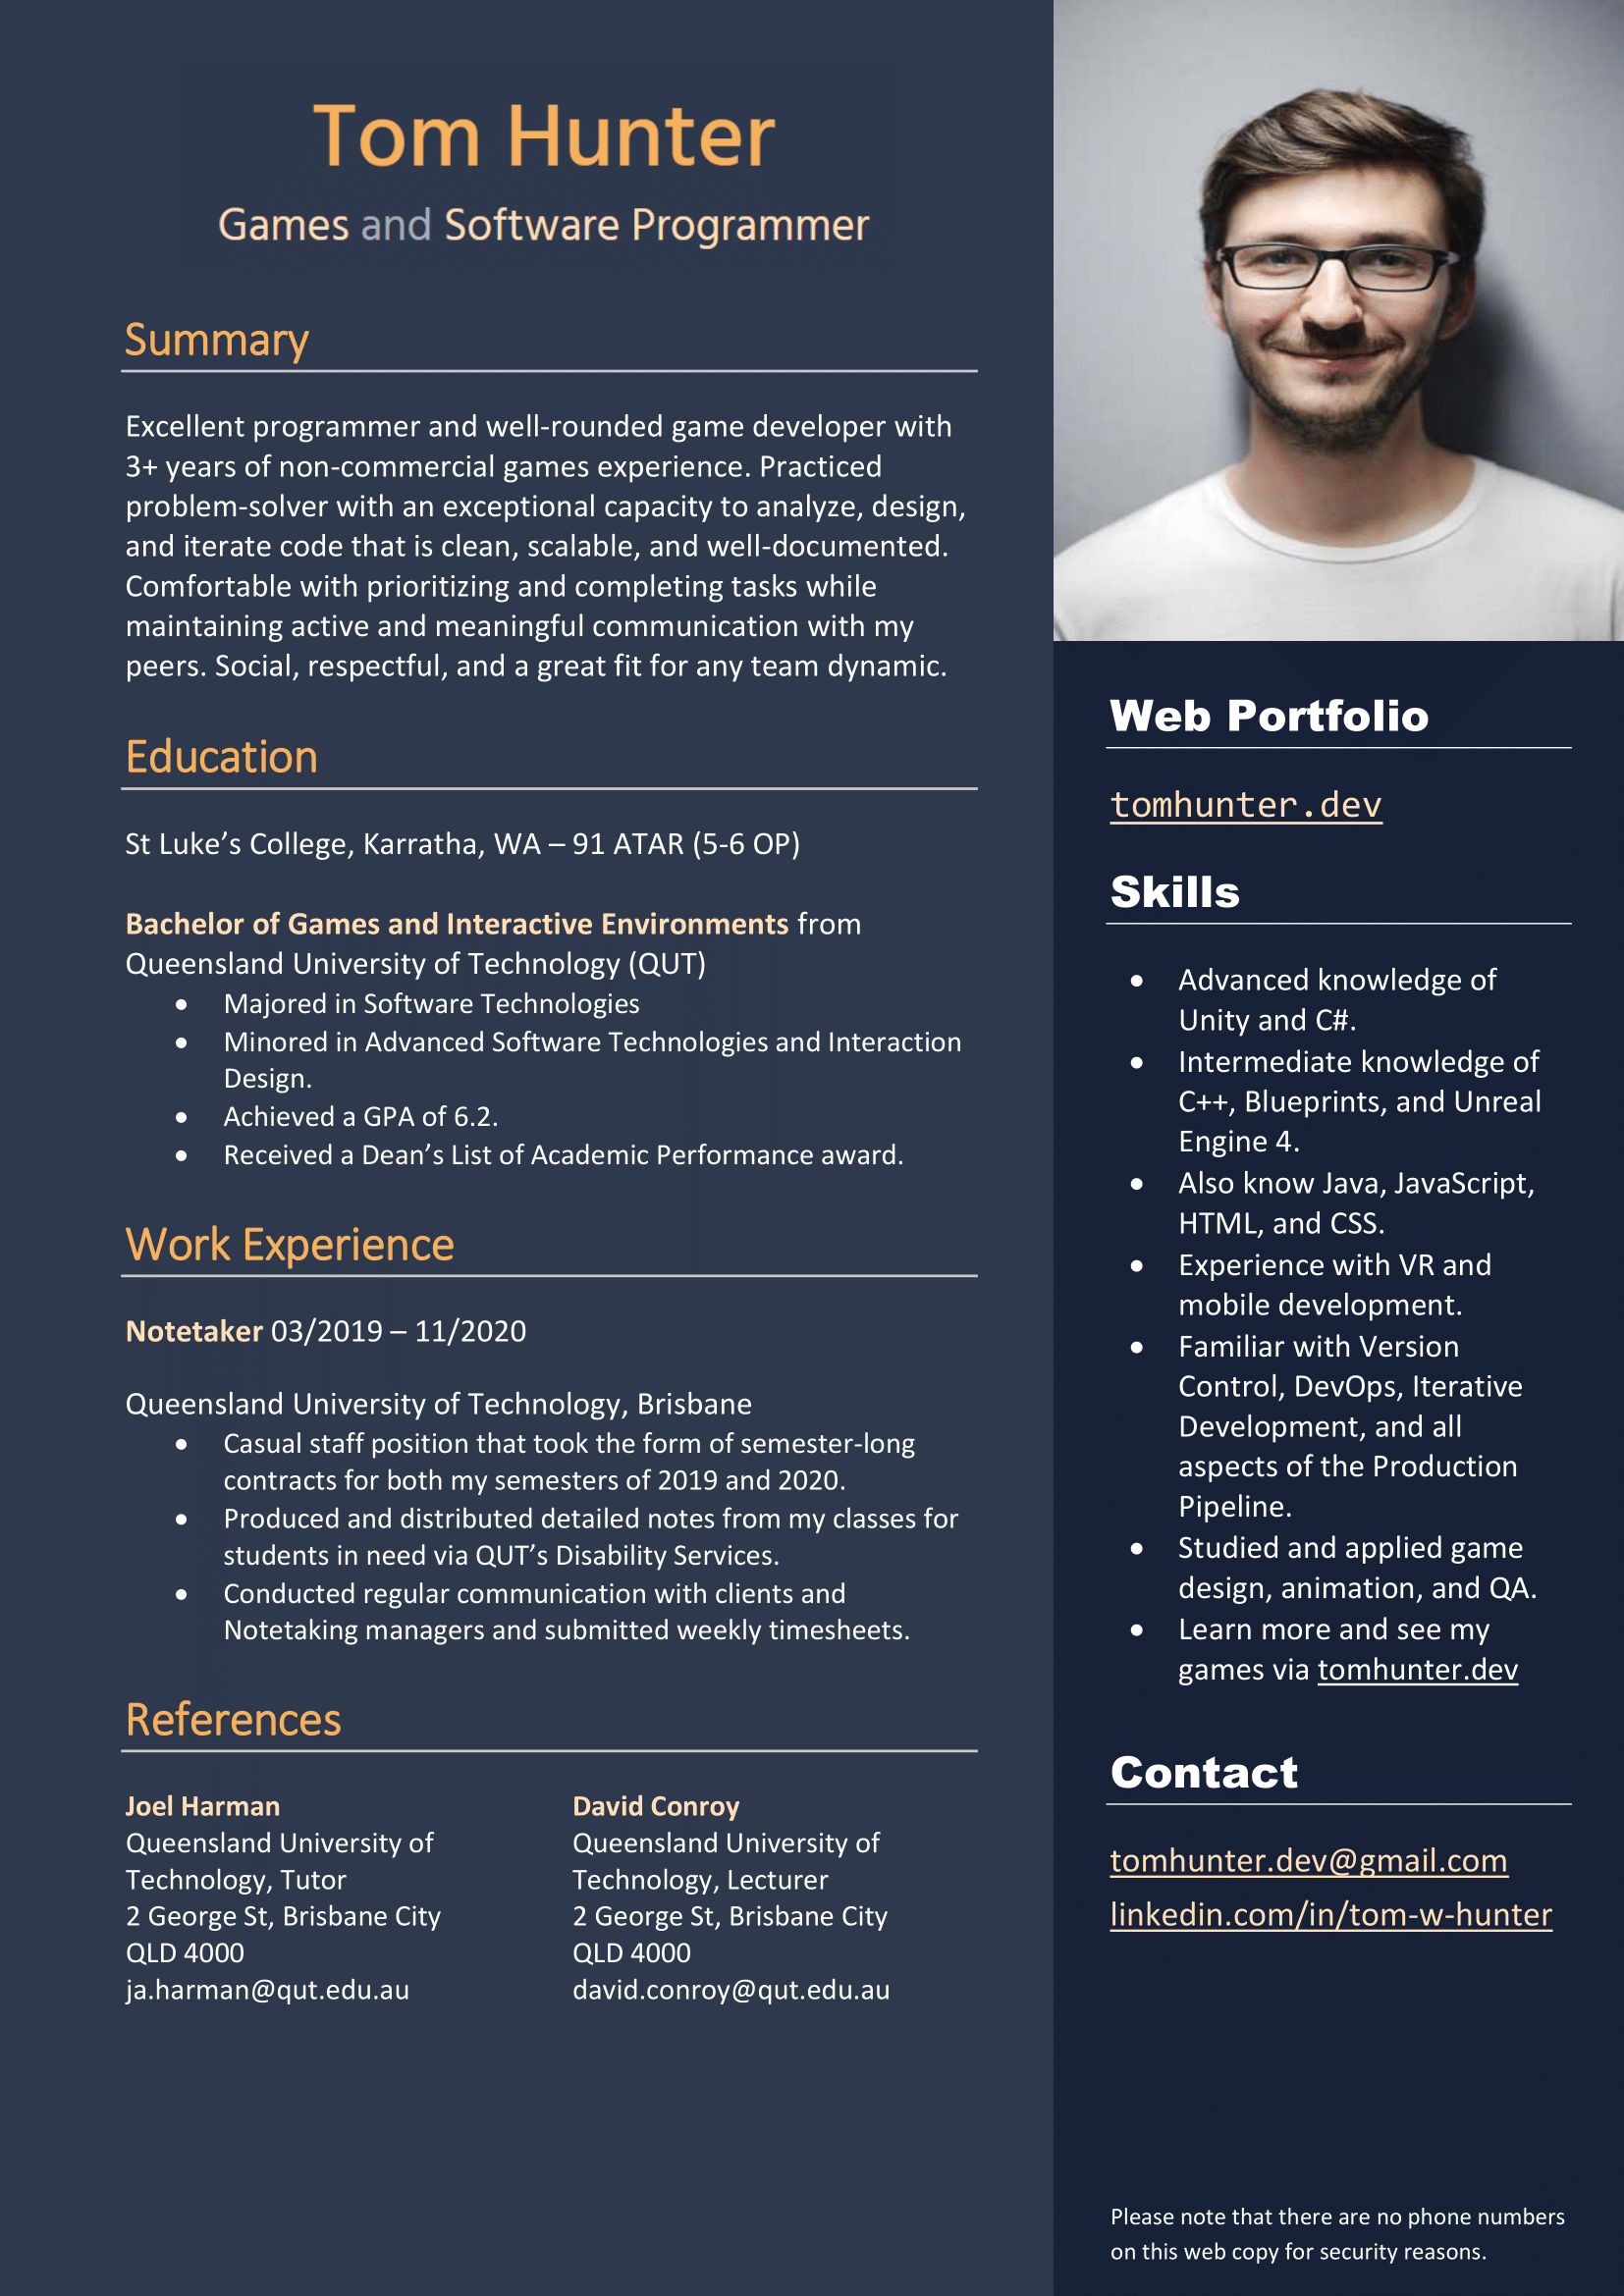 Tom Hunter
Games and Software Programmer
Summary
Excellent programmer and well-rounded game developer with
3+ years of non-commercial games experience. Practiced
problem-solver with an exceptional capacity to analyze, design,
and iterate code that is clean, scalable, and well-documented.
Comfortable with prioritizing and completing tasks while
maintaining active and meaningful communication with my
peers. Social, respectful, and a great fit for any team dynamic.
Education
St Luke’s College, Karratha, WA – 91 ATAR (5-6 OP)
Bachelor of Games and Interactive Environments from
Queensland University of Technology (QUT)
• Majored in Software Technologies
• Minored in Advanced Software Technologies and Interaction
Design.
• Achieved a GPA of 6.2.
• Received a Dean’s List of Academic Performance award.
Work Experience
Notetaker 03/2019 – 11/2020
Queensland University of Technology, Brisbane
• Casual staff position that took the form of semester-long
contracts for both my semesters of 2019 and 2020.
• Produced and distributed detailed notes from my classes for
students in need via QUT’s Disability Services.
• Conducted regular communication with clients and
Notetaking managers and submitted weekly timesheets.
References
Joel Harman
Queensland University of
Technology, Tutor
2 George St, Brisbane City
QLD 4000
ja.harman@qut.edu.au
David Conroy
Queensland University of
Technology, Lecturer
2 George St, Brisbane City
QLD 4000
david.conroy@qut.edu.au
Web Portfolio
tomhunter.dev
Skills
• Advanced knowledge of
Unity and C#.
• Intermediate knowledge of
C++, Blueprints, and Unreal
Engine 4.
• Also know Java, JavaScript,
HTML, and CSS.
• Experience with VR and
mobile development.
• Familiar with Version
Control, DevOps, Iterative
Development, and all
aspects of the Production
Pipeline.
• Studied and applied game
design, animation, and QA.
• Learn more and see my
games via tomhunter.dev
Contact
tomhunter.dev@gmail.com
linkedin.com/in/tom-w-hunter
Please note that there are no phone numbers
on this web copy for security reasons.